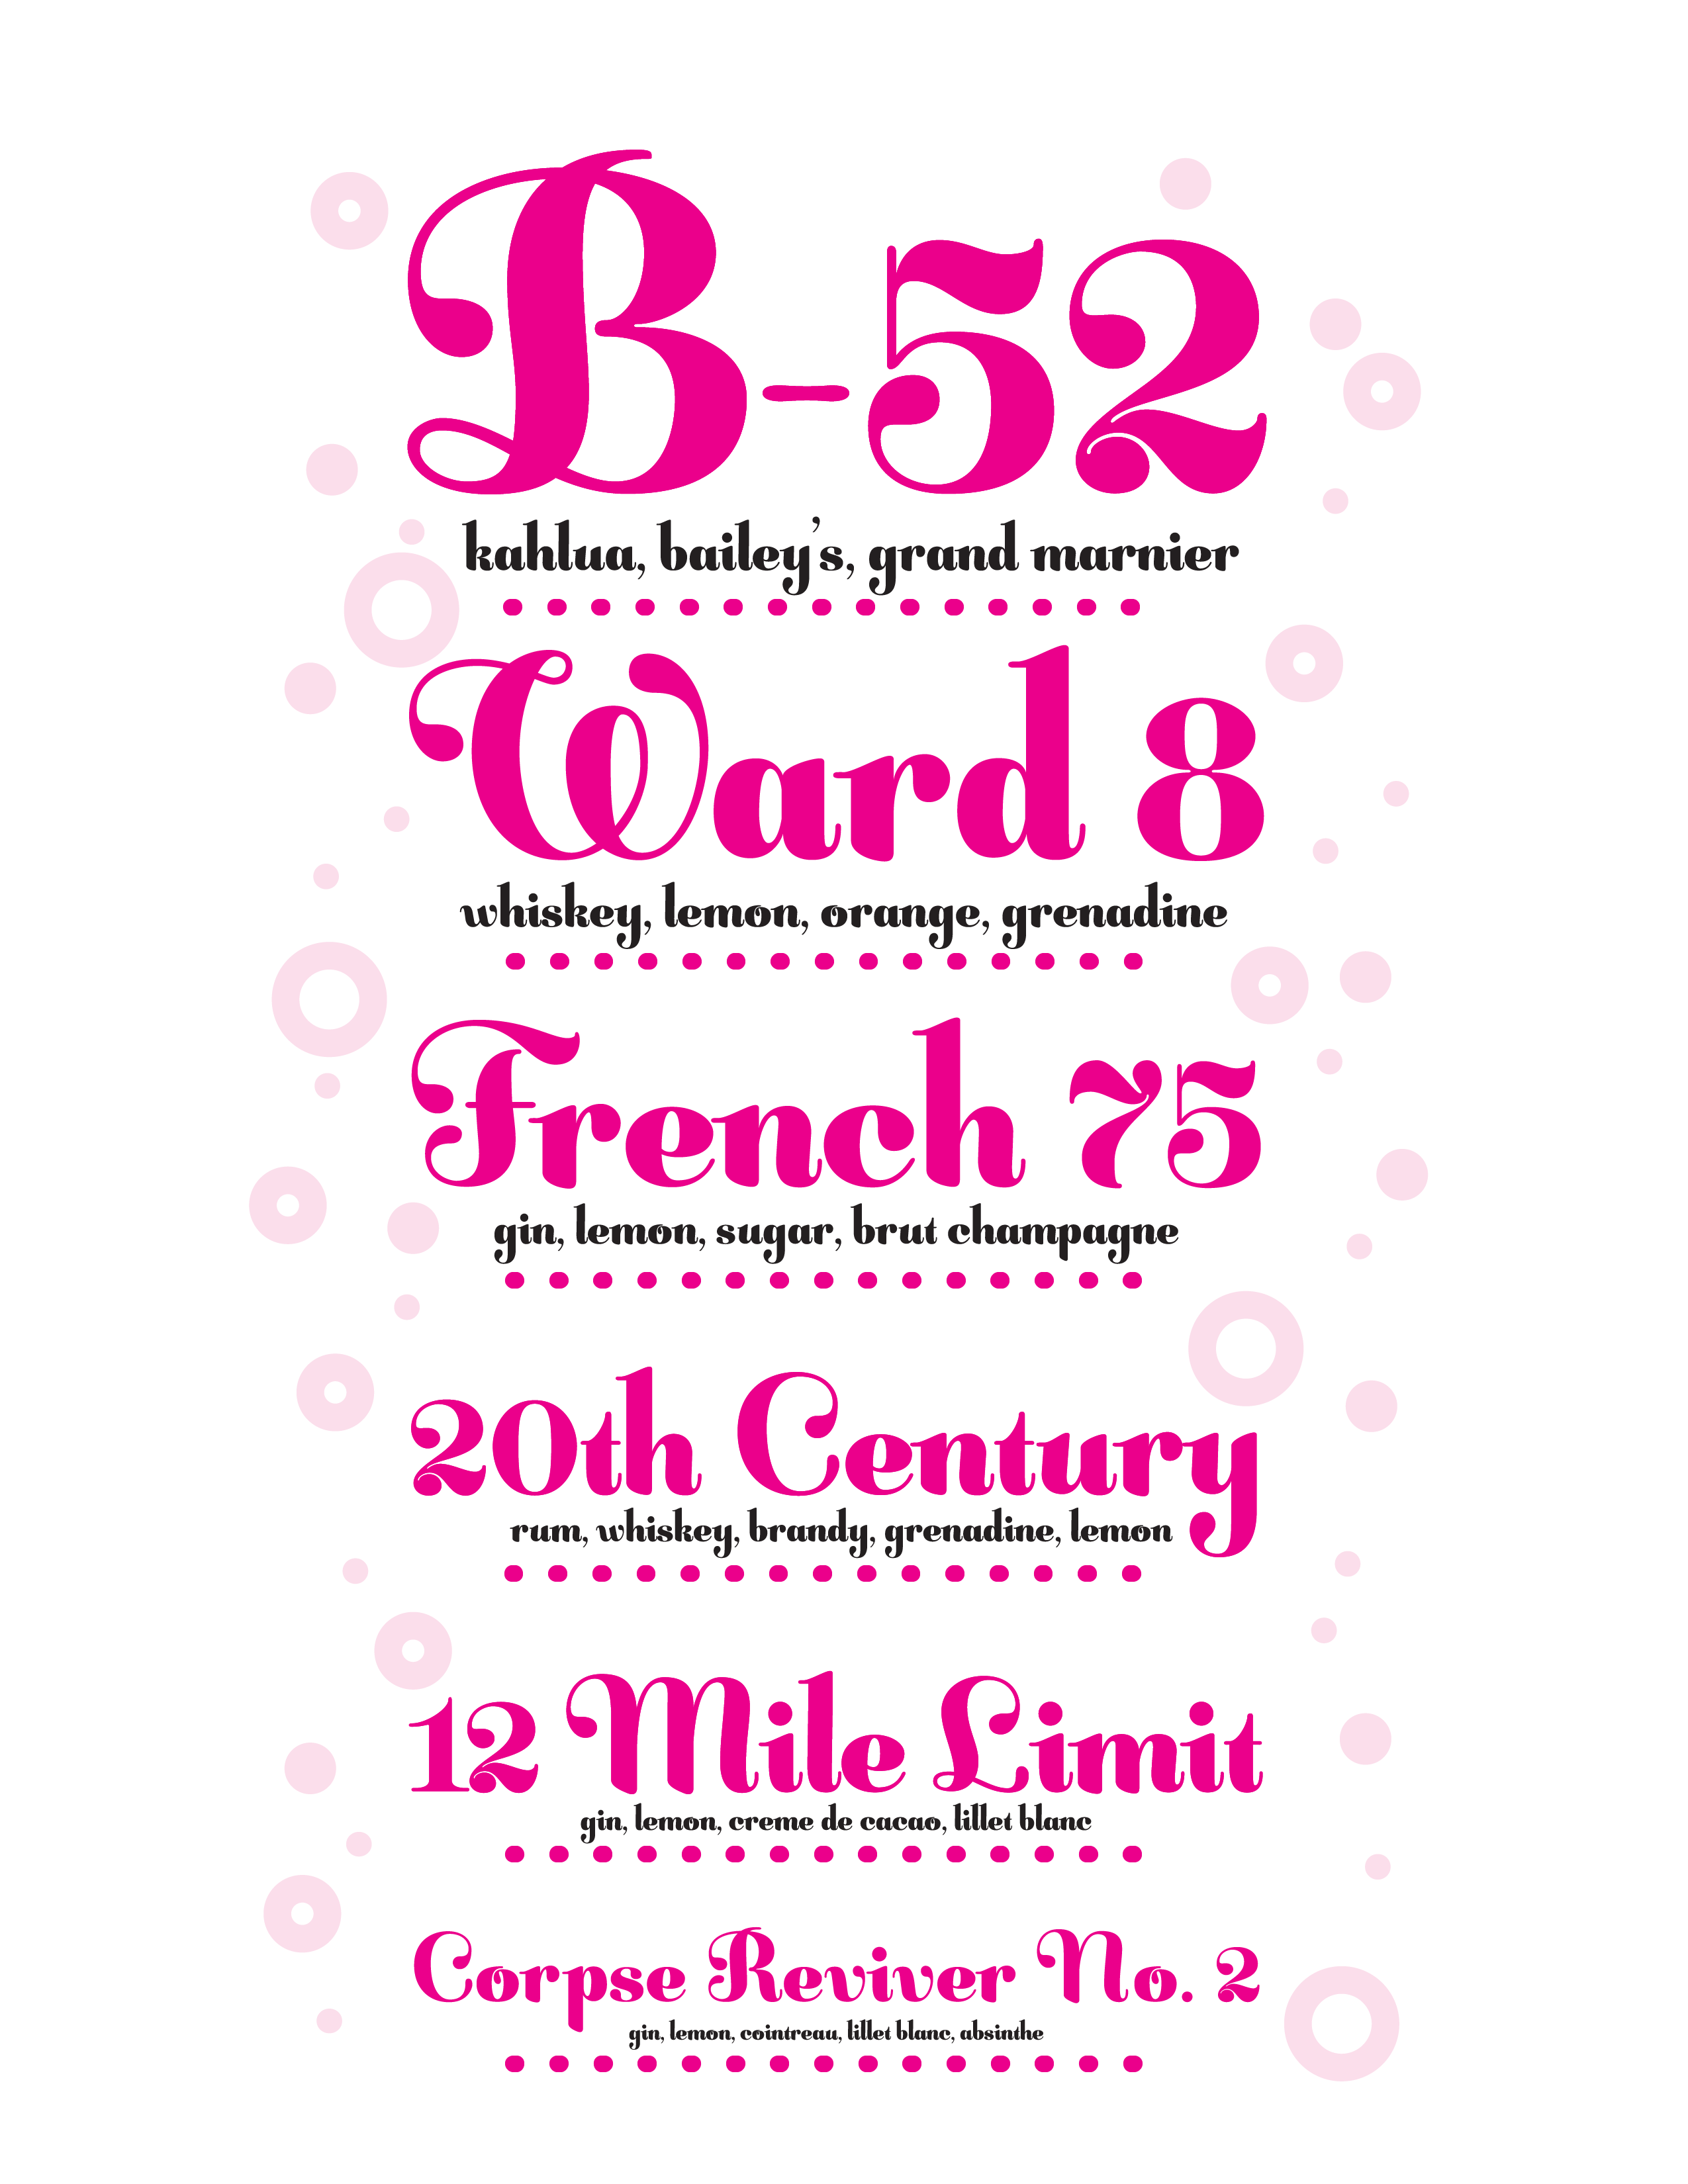 B-52
kahlua, bailey's, grand marnier
Ward 8
whiskey, lemon, orange, grenadine
French 75
gin, lemon, sugar, brut champagne
20th Century
rum, whiskey, brandy, grenadine, lemon
12 Mile Limit
gin, lemon, creme de cacao, lillet blanc
Corpse Reviver No. 2
gin, lemon, cointreau, lillet blanc, absinthe